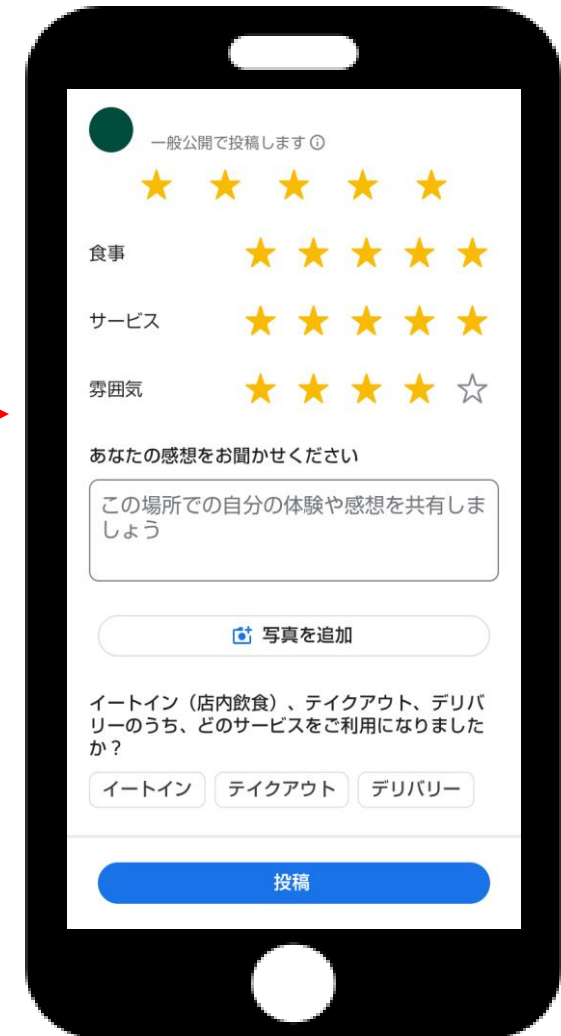 一般公開で投稿します
食事
サービス
雰囲気
あなたの感想をお聞かせください
この場所での自分の体験や感想を共有しま
しょう
写真を追加
イートイン（店内飲食）、テイクアウト、デリバ
リーのうち、どのサービスをご利用になりました
か？
イートイン テイクアウト デリバリー
投稿